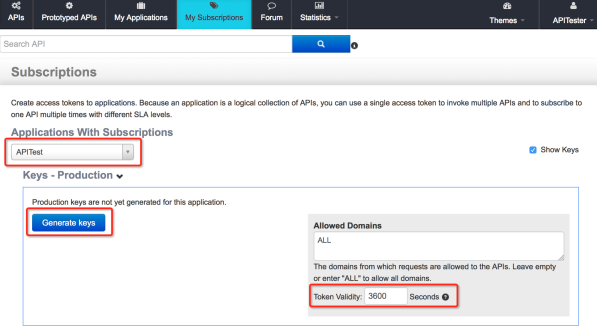 APIs
Prototyped APIs
My Applications
My Subscriptions
Forum
Statistics
Themes
APITester
Search API
Subscriptions
Create access tokens to applications. Because an application is a logical collection of APIs, you can use a single access token to invoke multiple APIs and to subscribe to
one API multiple times with different SLA levels.
Applications With Subscriptions
APITest
Show Keys
Keys - Production
Production keys are not yet generated for this application.
Generate keys
Allowed Domains
ALL
The domains from which requests are allowed to the APIs. Leave empty
or enter "ALL" to allow all domains.
Token Validity: 3600 Seconds